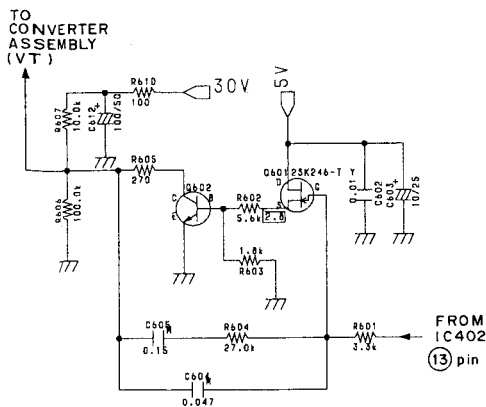 TO
CONVERTER
ASSEMBLY
(VT)
R610
100
30V
5V
R607
10.0k
C612
100/50
+
R605
270
Q602
C
B
E
R606
100.0k
R602
5.6k
2.8
Q601 2SK246-T Y
D
G
S
0.01
C602
C603
+
10/25
1.8k
R603
C605
0.15
R604
27.0k
R601
3.3k
C604
0.047
FROM
IC402
13 pin